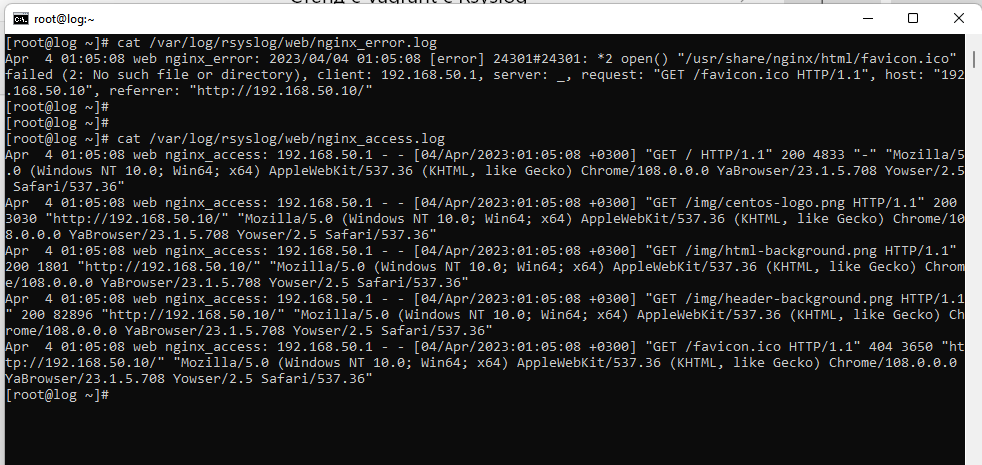 Стенд с Vagrant с Rsyslog
root@log:~
[root@log ~]# cat /var/log/rsyslog/web/nginx_error.log
Apr  4 01:05:08 web nginx_error: 2023/04/04 01:05:08 [error] 24301#24301: *2 open() "/usr/share/nginx/html/favicon.ico"
failed (2: No such file or directory), client: 192.168.50.1, server: _, request: "GET /favicon.ico HTTP/1.1", host: "192
.168.50.10", referrer: "http://192.168.50.10/"
[root@log ~]#
[root@log ~]#
[root@log ~]# cat /var/log/rsyslog/web/nginx_access.log
Apr  4 01:05:08 web nginx_access: 192.168.50.1 - - [04/Apr/2023:01:05:08 +0300] "GET / HTTP/1.1" 200 4833 "-" "Mozilla/5
.0 (Windows NT 10.0; Win64; x64) AppleWebKit/537.36 (KHTML, like Gecko) Chrome/108.0.0.0 YaBrowser/23.1.5.708 Yowser/2.5
 Safari/537.36"
Apr  4 01:05:08 web nginx_access: 192.168.50.1 - - [04/Apr/2023:01:05:08 +0300] "GET /img/centos-logo.png HTTP/1.1" 200
3030 "http://192.168.50.10/" "Mozilla/5.0 (Windows NT 10.0; Win64; x64) AppleWebKit/537.36 (KHTML, like Gecko) Chrome/10
8.0.0.0 YaBrowser/23.1.5.708 Yowser/2.5 Safari/537.36"
Apr  4 01:05:08 web nginx_access: 192.168.50.1 - - [04/Apr/2023:01:05:08 +0300] "GET /img/html-background.png HTTP/1.1"
200 1801 "http://192.168.50.10/" "Mozilla/5.0 (Windows NT 10.0; Win64; x64) AppleWebKit/537.36 (KHTML, like Gecko) Chrom
e/108.0.0.0 YaBrowser/23.1.5.708 Yowser/2.5 Safari/537.36"
Apr  4 01:05:08 web nginx_access: 192.168.50.1 - - [04/Apr/2023:01:05:08 +0300] "GET /img/header-background.png HTTP/1.1
" 200 82896 "http://192.168.50.10/" "Mozilla/5.0 (Windows NT 10.0; Win64; x64) AppleWebKit/537.36 (KHTML, like Gecko) Ch
rome/108.0.0.0 YaBrowser/23.1.5.708 Yowser/2.5 Safari/537.36"
Apr  4 01:05:08 web nginx_access: 192.168.50.1 - - [04/Apr/2023:01:05:08 +0300] "GET /favicon.ico HTTP/1.1" 404 3650 "ht
tp://192.168.50.10/" "Mozilla/5.0 (Windows NT 10.0; Win64; x64) AppleWebKit/537.36 (KHTML, like Gecko) Chrome/108.0.0.0
YaBrowser/23.1.5.708 Yowser/2.5 Safari/537.36"
[root@log ~]#